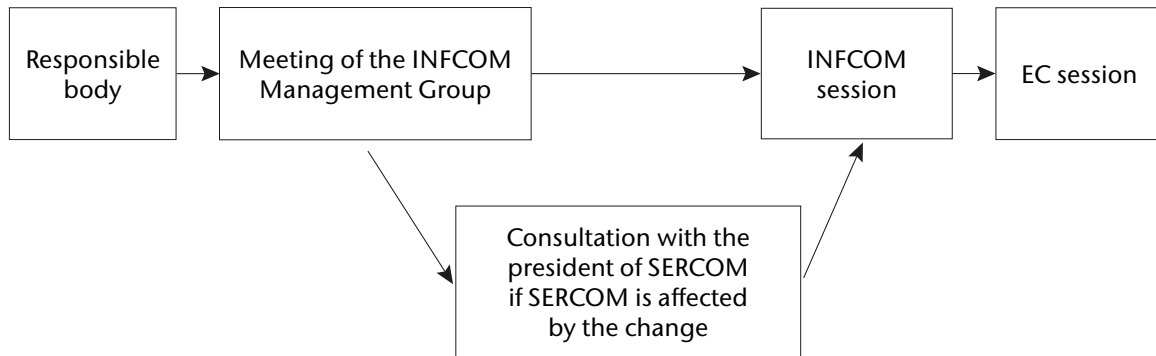 Responsible
body
Meeting of the INFCOM
Management Group
INFCOM
session
EC session
Consultation with the
president of SERCOM
if SERCOM is affected
by the change